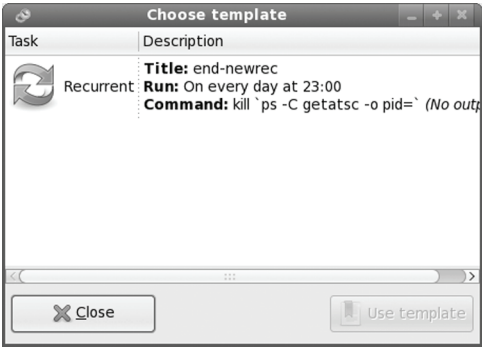 Choose template
Task Description
Recurrent
Title: end-newrec
Run: On every day at 23:00
Command: kill `ps -C getatsc -o pid=` (No outp
Close
Use template